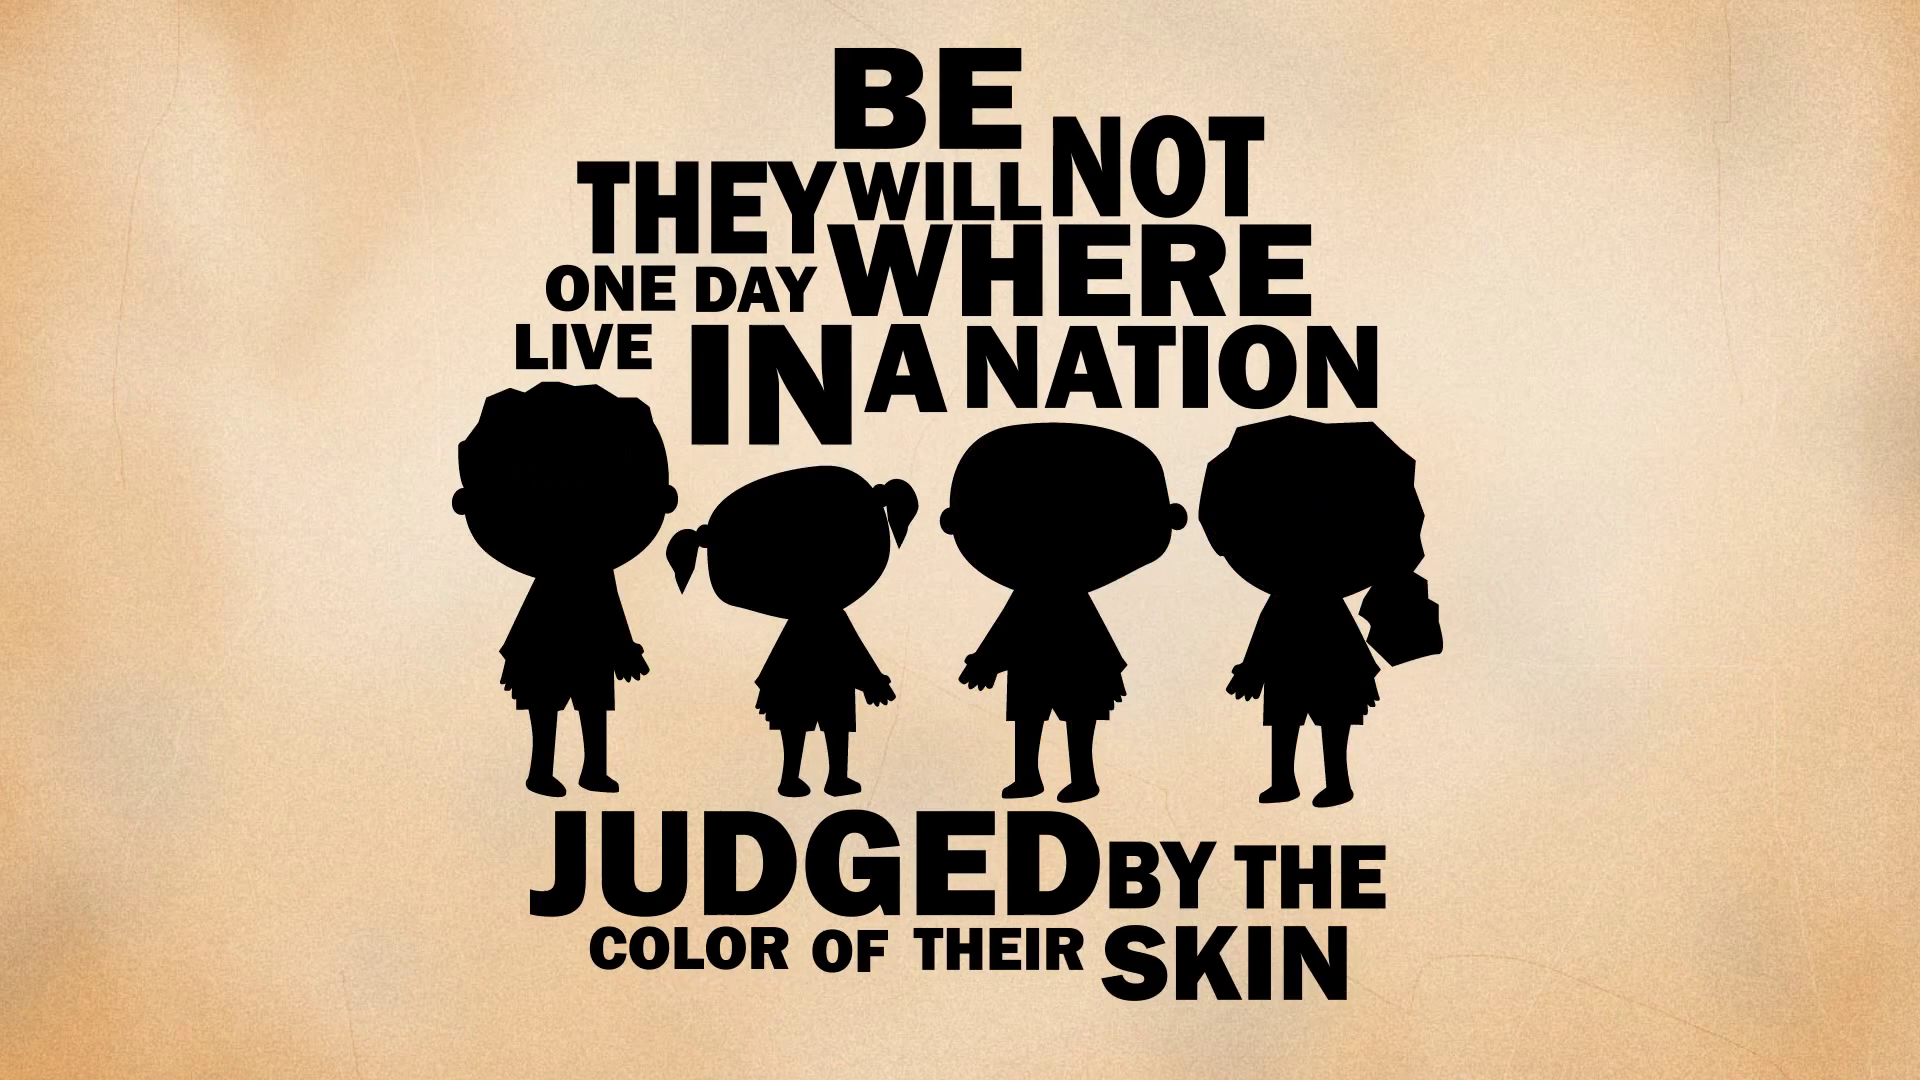 BE
NOT
THEY WILL
ONE DAY WHERE
LIVE IN A NATION
JUDGED BY THE
COLOR OF THEIR SKIN